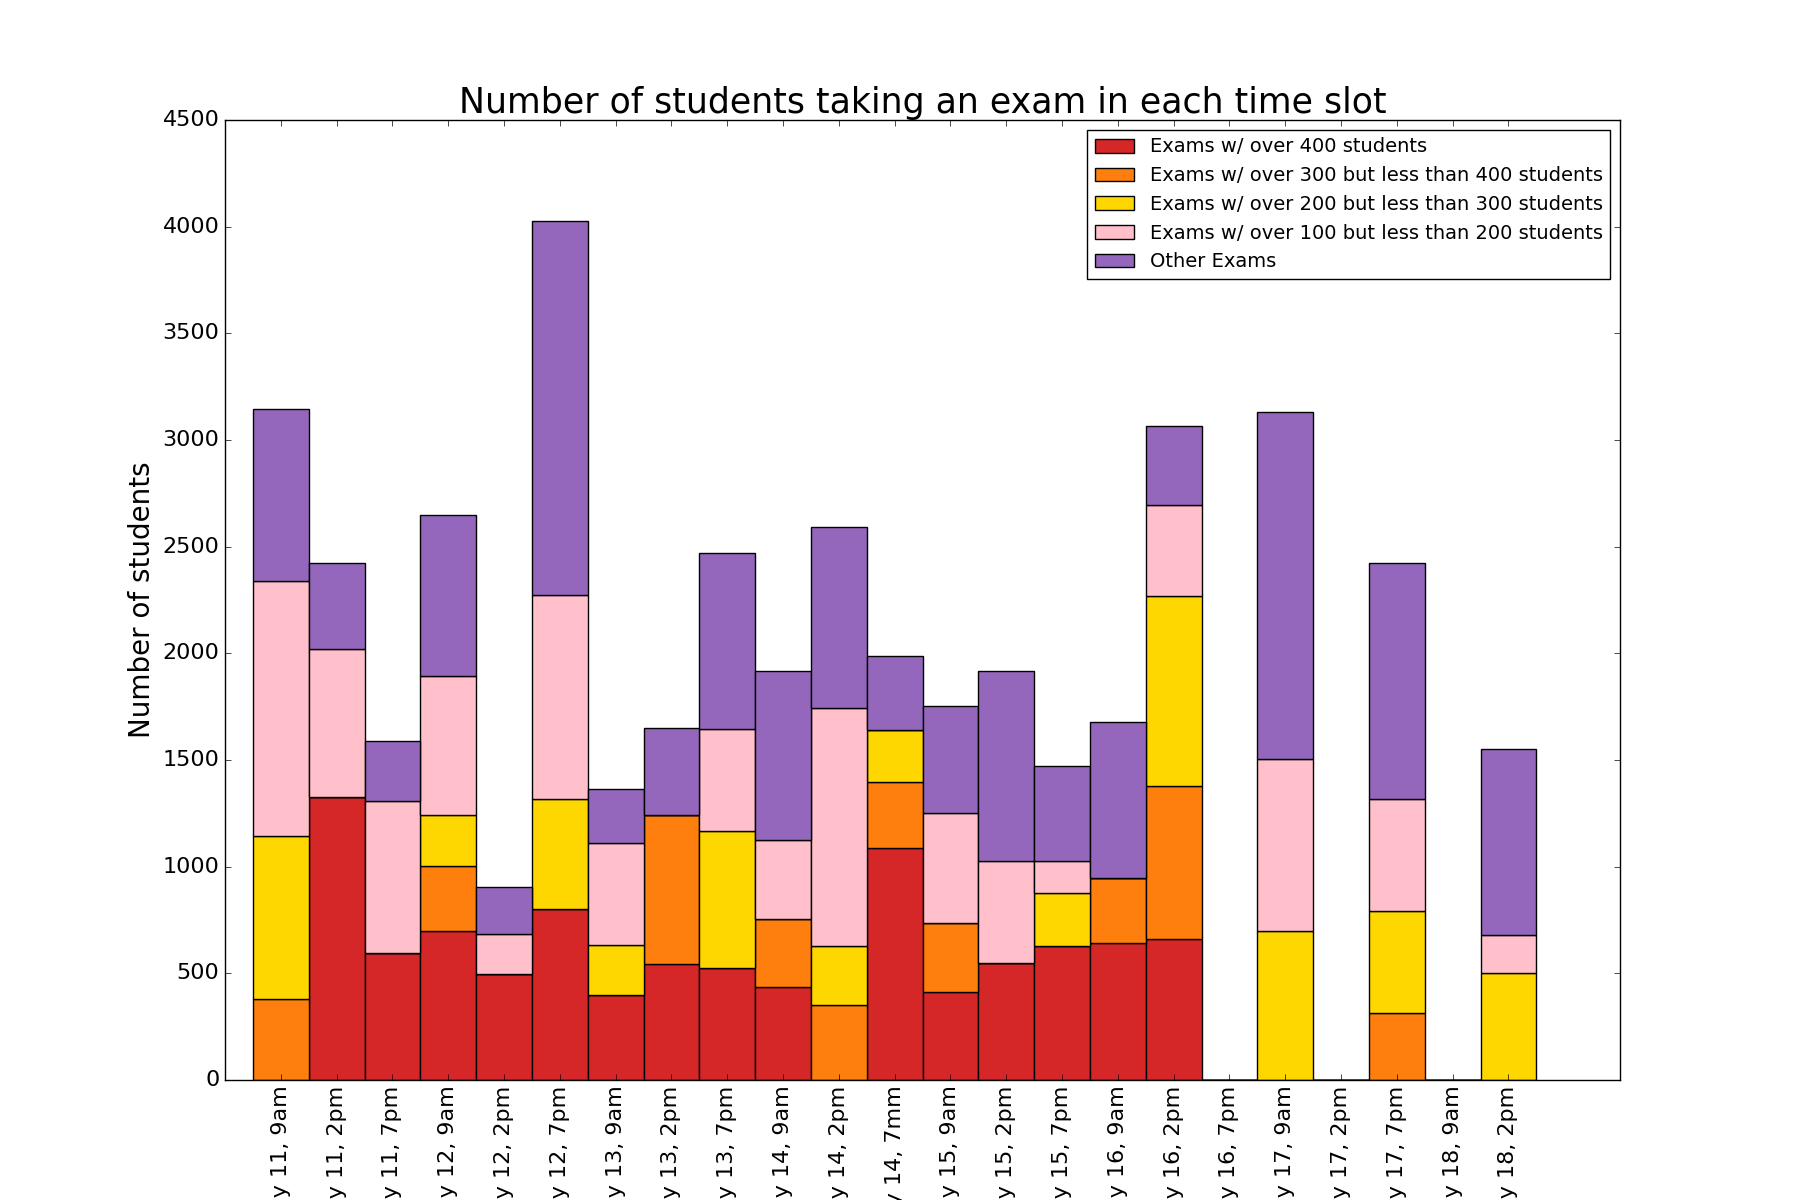 Number of students taking an exam in each time slot
Exams w/ over 400 students
Exams w/ over 300 but less than 400 students
Exams w/ over 200 but less than 300 students
Exams w/ over 100 but less than 200 students
Other Exams
Number of students
4500
4000
3500
3000
2500
2000
1500
1000
500
0
y 11, 9am
y 11, 2pm
y 11, 7pm
y 12, 9am
y 12, 2pm
y 12, 7pm
y 13, 9am
y 13, 2pm
y 13, 7pm
y 14, 9am
y 14, 2pm
y 14, 7mm
y 15, 9am
y 15, 2pm
y 15, 7pm
y 16, 9am
y 16, 2pm
y 16, 7pm
y 17, 9am
y 17, 2pm
y 17, 7pm
y 18, 9am
y 18, 2pm